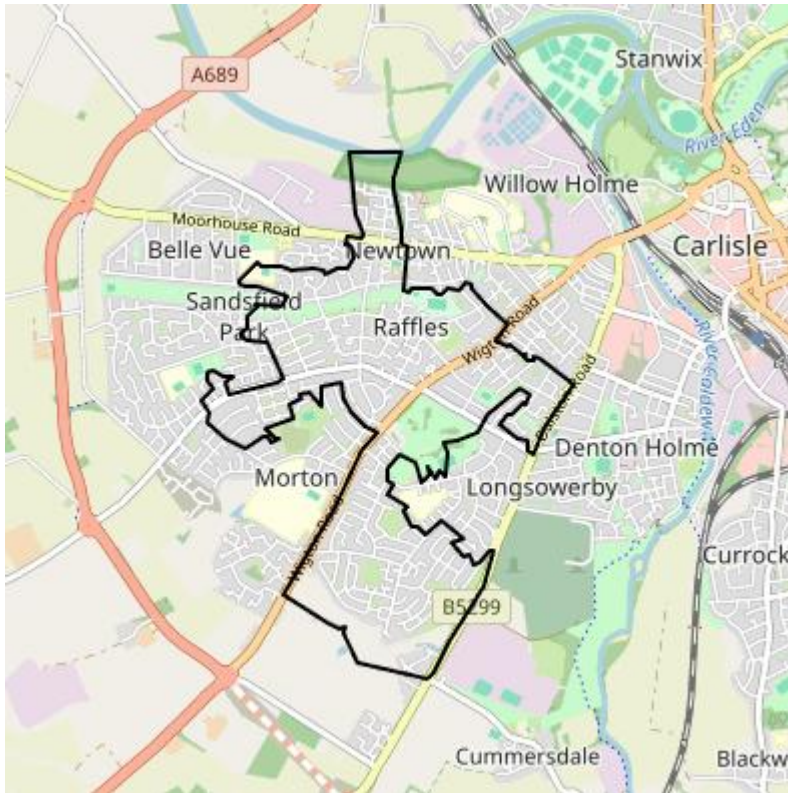 Stanwix
A689
River Eden
Willow Holme
Moorhouse Road
Carlisle
Belle Vue
Newtown
Sandsfield
Park
Raffles
Wigton Road
River Caldew
Dalston Road
Denton Holme
Morton
Longsowerby
Wigton Road
Currock
B5299
Cummersdale
Blackw